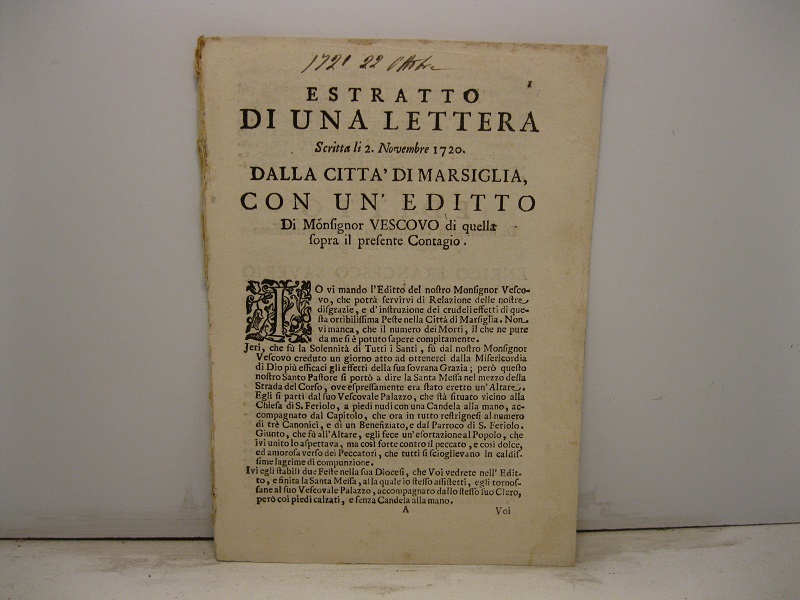 1721 22 Ottobre
1
ESTRATTO
DI UNA LETTERA
Scritta li 2. Novembre 1720.
DALLA CITTA' DI MARSIGLIA,
CON UN' EDITTO
Di Monſignor VESCOVO di quella
ſopra il preſente Contagio.
IO vi mando l'Editto del noſtro Monſignor Veſco-
vo, che potrà ſervirvi di Relazione delle noſtre
diſgrazie, e d'inſtruzione dei crudeli effetti di que-
ſta orribiliſſima Peſte nella Città di Marſiglia. Non
vi manca, che il numero dei Morti, il che ne pure
da me ſi è potuto ſapere compitamente.
Jeri, che fù la Solennità di Tutti i Santi, fù dal noſtro Monſignor
Veſcovo creduto un giorno atto ad ottenerci dalla Miſericordia
di Dio più efficaci gli effetti della ſua ſovrana Grazia; però queſto
noſtro Santo Paſtore ſi portò a dire la Santa Meſſa nel mezzo della
Strada del Corſo, ove eſpreſſamente era ſtato eretto un'Altare.
Egli ſi partì dal ſuo Veſcovale Palazzo, che ſtà ſituato vicino alla
Chieſa di S. Feriolo, a piedi nudi con una Candela alla mano, ac-
compagnato dal Capitolo, che ora in tutto reſtrigneſi al numero
di trè Canonici, e di un Benefiziato, e dal Parroco di S. Feriolo.
Giunto, che fù all'Altare, egli fece un'eſortazione al Popolo, che
ivi unito lo aſpettava, ma così forte contro il peccato, e così dolce,
ed amoroſa verſo dei Peccatori, che tutti ſi ſcioglievano in caldiſ-
ſime lagrime di compunzione.
Ivi egli ſtabilì due Feſte nella ſua Dioceſi, che Voi vedrete nell' Edit-
to, e finita la Santa Meſſa, alla quale io ſteſſo aſſiſtetti, egli tornoſ-
ſane al ſuo Veſcovale Palazzo, accompagnato dallo ſteſſo ſuo Clero,
però coi piedi calzati, e ſenza Candela alla mano.
A
Voi